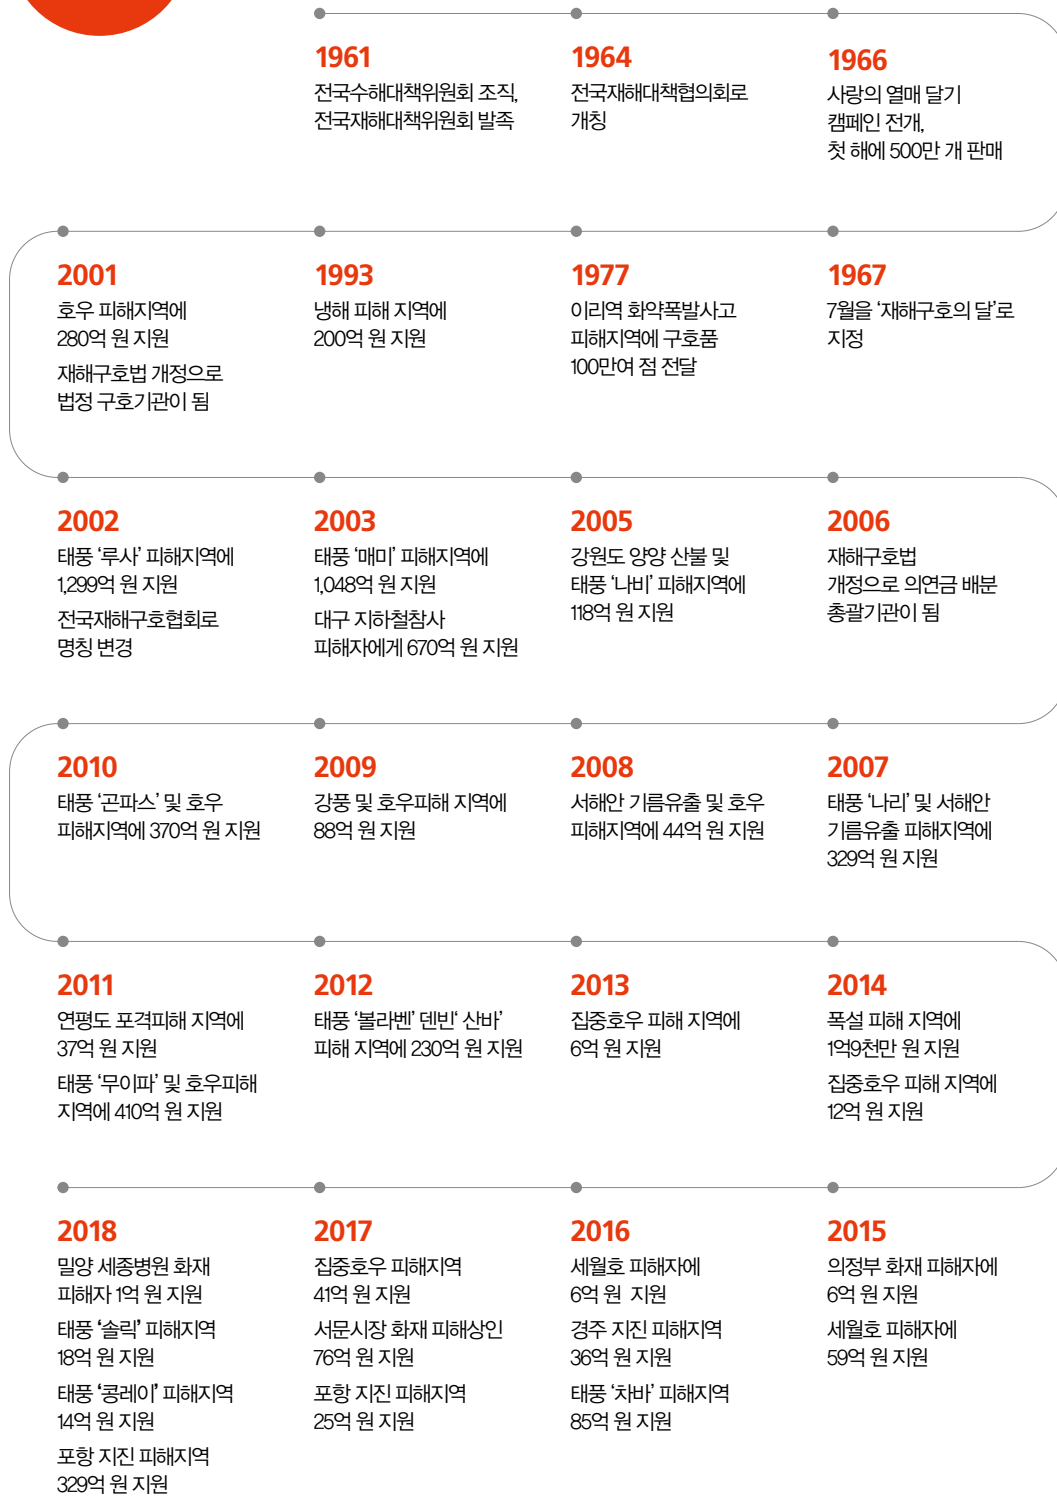 1961
전국수해대책위원회 조직,
전국재해대책위원회 발족
1964
전국재해대책협의회로
개칭
1966
사랑의 열매 달기
캠페인 전개,
첫 해에 500만 개 판매
1967
7월을 ‘재해구호의 달’로
지정
1977
이리역 화약폭발사고
피해지역에 구호품
100만여 점 전달
1993
냉해 피해 지역에
200억 원 지원
2001
호우 피해지역에
280억 원 지원
재해구호법 개정으로
법정 구호기관이 됨
2002
태풍 ‘루사’ 피해지역에
1,299억 원 지원
전국재해구호협회로
명칭 변경
2003
태풍 ‘매미’ 피해지역에
1,048억 원 지원
대구 지하철참사
피해자에게 670억 원 지원
2005
강원도 양양 산불 및
태풍 ‘나비’ 피해지역에
118억 원 지원
2006
재해구호법
개정으로 의연금 배분
총괄기관이 됨
2007
태풍 ‘나리’ 및 서해안
기름유출 피해지역에
329억 원 지원
2008
서해안 기름유출 및 호우
피해지역에 44억 원 지원
2009
강풍 및 호우피해 지역에
88억 원 지원
2010
태풍 ‘곤파스’ 및 호우
피해지역에 370억 원 지원
2011
연평도 포격피해 지역에
37억 원 지원
태풍 ‘무이파’ 및 호우피해
지역에 410억 원 지원
2012
태풍 ‘볼라벤’ 덴빈‘ 산바’
피해 지역에 230억 원 지원
2013
집중호우 피해 지역에
6억 원 지원
2014
폭설 피해 지역에
1억9천만 원 지원
집중호우 피해 지역에
12억 원 지원
2015
의정부 화재 피해자에
6억 원 지원
세월호 피해자에
59억 원 지원
2016
세월호 피해자에
6억 원 지원
경주 지진 피해지역
36억 원 지원
태풍 ‘차바’ 피해지역
85억 원 지원
2017
집중호우 피해지역
41억 원 지원
서문시장 화재 피해상인
76억 원 지원
포항 지진 피해지역
25억 원 지원
2018
밀양 세종병원 화재
피해자 1억 원 지원
태풍 ‘솔릭’ 피해지역
18억 원 지원
태풍 ‘콩레이’ 피해지역
14억 원 지원
포항 지진 피해지역
329억 원 지원